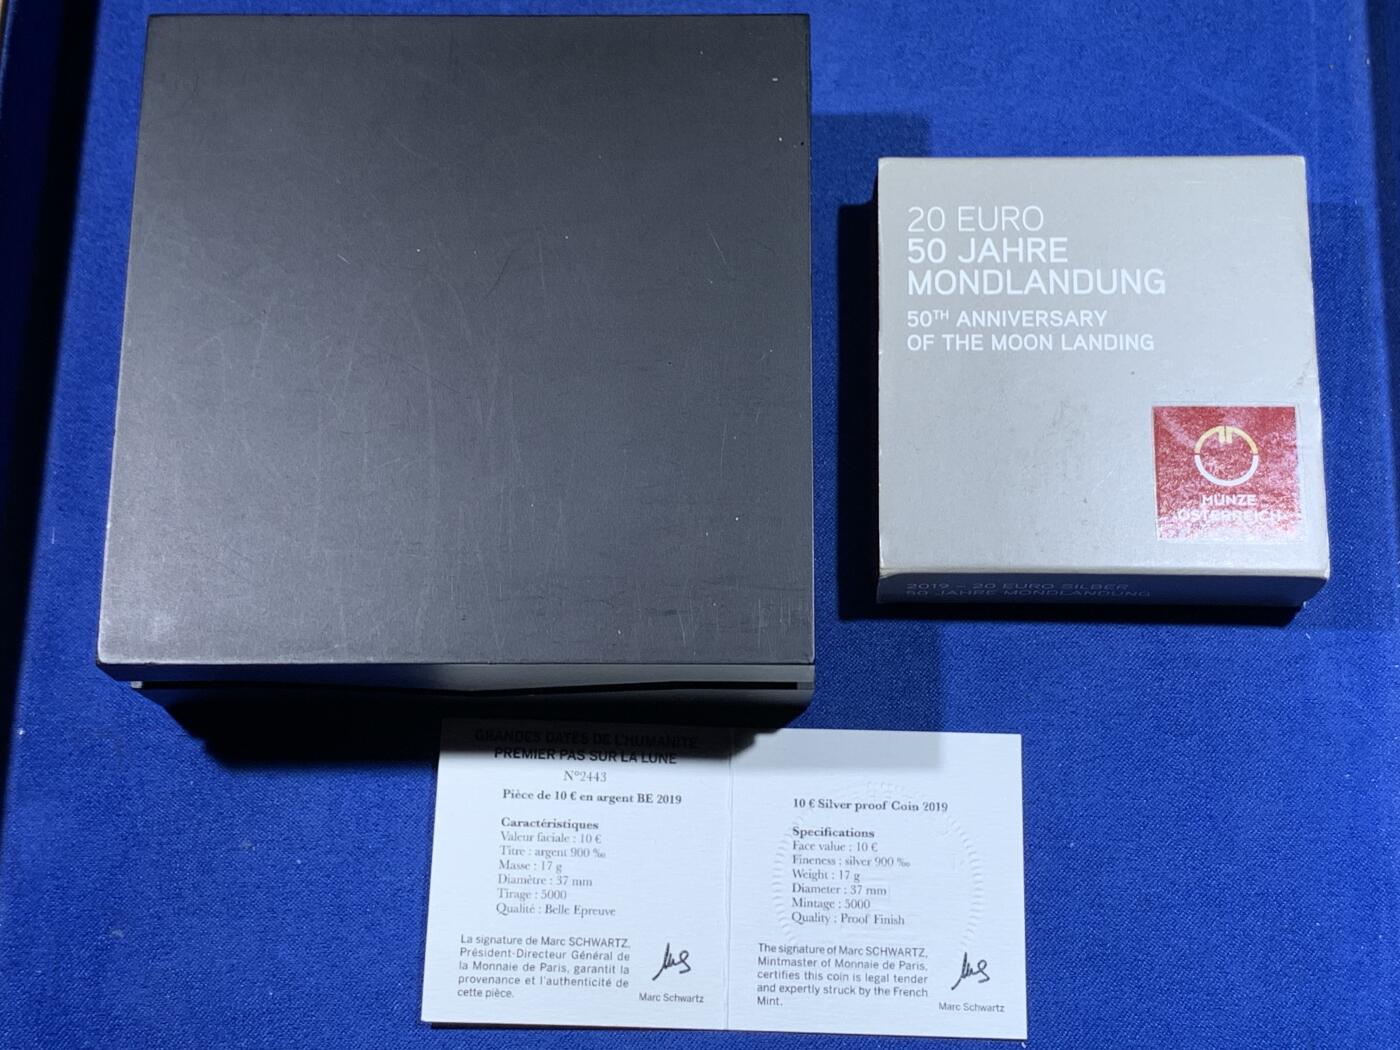 20 EURO
50 JAHRE
MONDLANDUNG
50TH ANNIVERSARY
OF THE MOON LANDING
MÜNZE
ÖSTERREICH
2019 – 20 EURO SILBER
50 JAHRE MONDLANDUNG
GRANDES DATES DE L'HUMANITÉ
PREMIER PAS SUR LA LUNE
N°2443
Pièce de 10 € en argent BE 2019
Caractéristiques
Valeur faciale : 10 €
Titre : argent 900 ‰
Masse : 17 g
Diamètre : 37 mm
Tirage : 5000
Qualité : Belle Epreuve
La signature de Marc SCHWARTZ,
Président-Directeur Général de
la Monnaie de Paris, garantit la
provenance et l'authenticité de
cette pièce.
Marc Schwartz
10 € Silver proof Coin 2019
Specifications
Face value : 10 €
Fineness : silver 900 ‰
Weight : 17 g
Diameter : 37 mm
Mintage : 5000
Quality : Proof Finish
The signature of Marc SCHWARTZ,
Mintmaster of Monnaie de Paris,
certifies this coin is legal tender
and expertly struck by the French
Mint.
Marc Schwartz